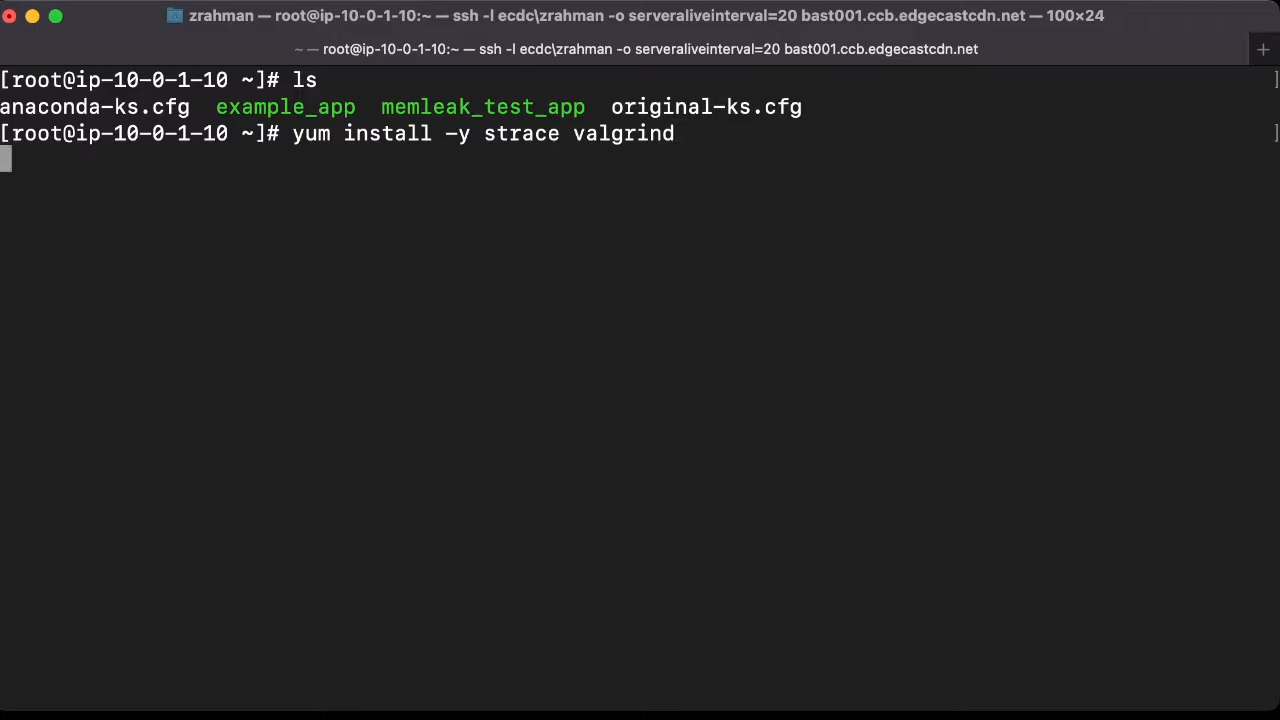 zrahman — root@ip-10-0-1-10:~ — ssh -l ecdc\zrahman -o serveraliveinterval=20 bast001.ccb.edgecastcdn.net — 100×24
~ — root@ip-10-0-1-10:~ — ssh -l ecdc\zrahman -o serveraliveinterval=20 bast001.ccb.edgecastcdn.net +
[root@ip-10-0-1-10 ~]# ls ]
anaconda-ks.cfg example_app memleak_test_app original-ks.cfg
[root@ip-10-0-1-10 ~]# yum install -y strace valgrind ]